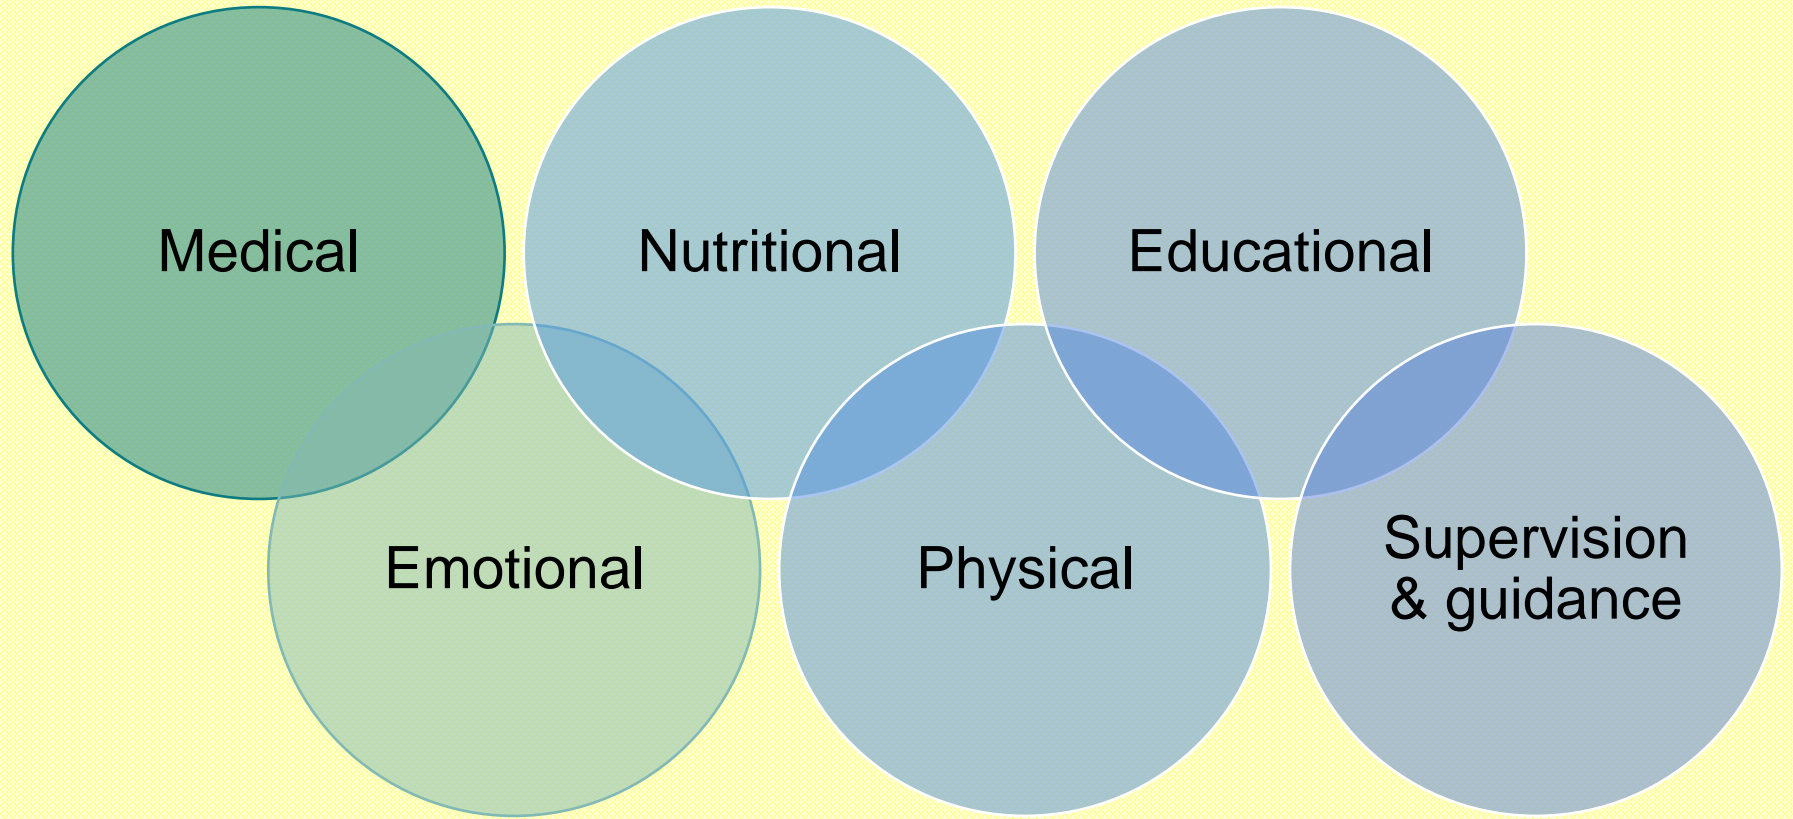 Medical
Nutritional
Educational
Emotional
Physical
Supervision
& guidance